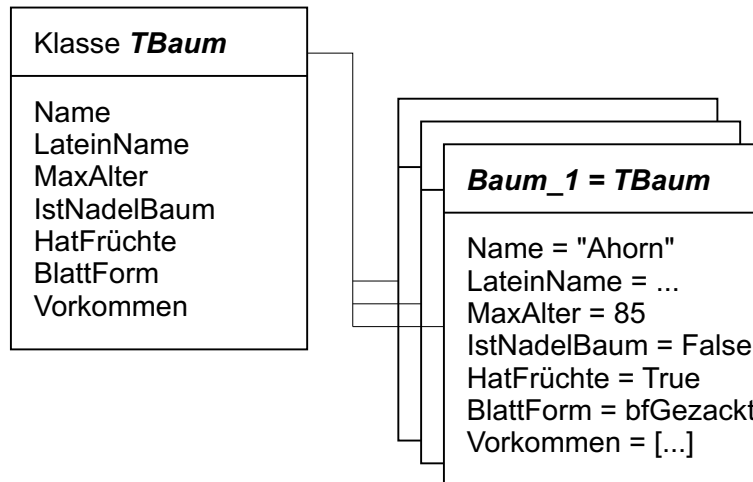 Klasse TBaum
Name
LateinName
MaxAlter
IstNadelBaum
HatFrüchte
BlattForm
Vorkommen
Baum_1 = TBaum
Name = "Ahorn"
LateinName = ...
MaxAlter = 85
IstNadelBaum = False
HatFrüchte = True
BlattForm = bfGezackt
Vorkommen = [...]